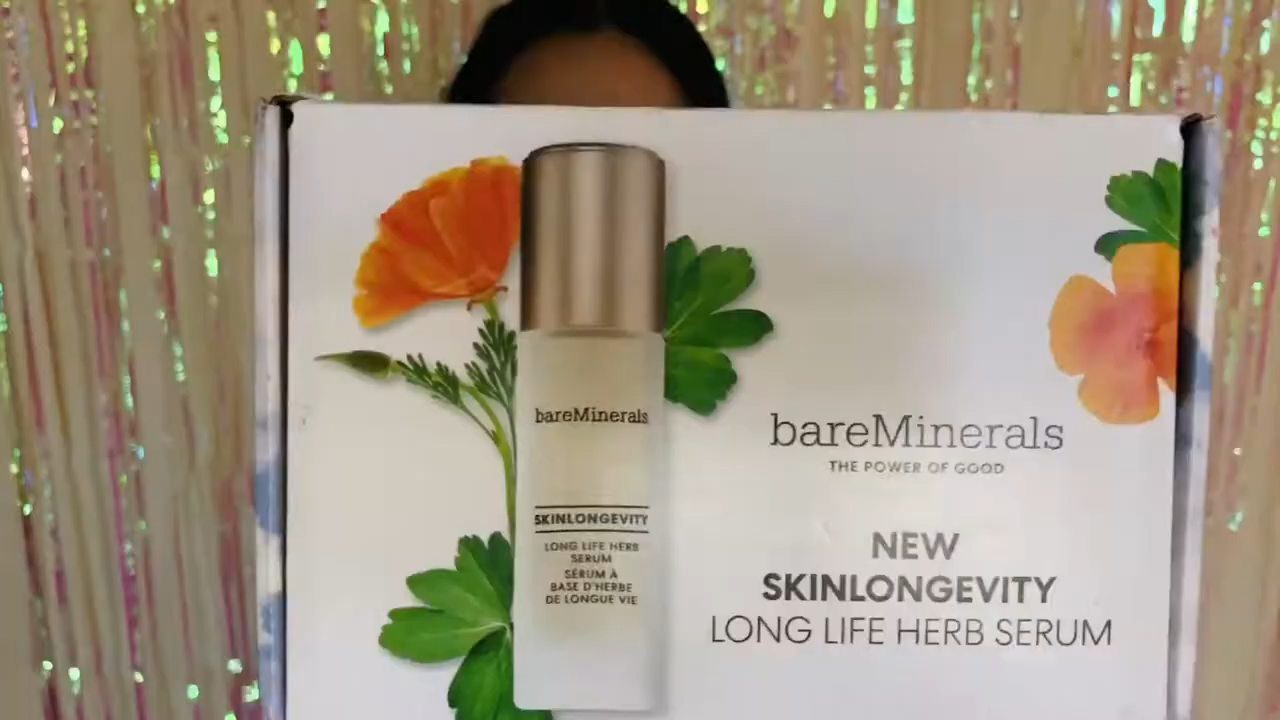 bareMinerals
SKINLONGEVITY
LONG LIFE HERB
SERUM
SÉRUM À
BASE D'HERBE
DE LONGUE VIE
bareMinerals
THE POWER OF GOOD
NEW
SKINLONGEVITY
LONG LIFE HERB SERUM